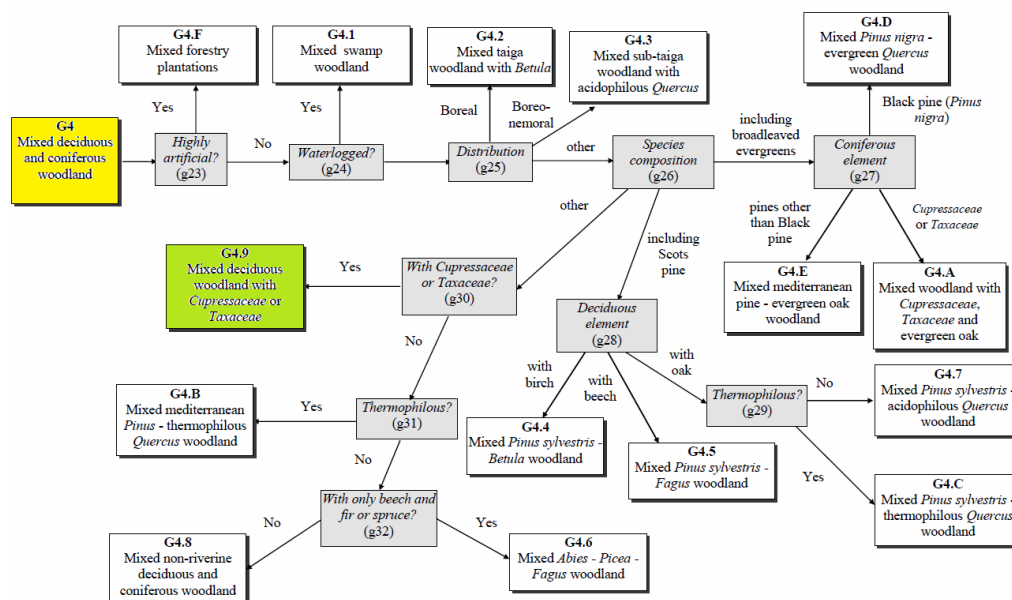 G4.F
Mixed forestry
plantations
G4.1
Mixed swamp
woodland
G4.2
Mixed taiga
woodland with Betula
G4.3
Mixed sub-taiga
woodland with
acidophilous Quercus
G4.D
Mixed Pinus nigra -
evergreen Quercus
woodland
Yes
Yes
Boreal
Boreo-
nemoral
Black pine (Pinus
nigra)
G4
Mixed deciduous
and coniferous
woodland
Highly
artificial?
(g23)
No
Waterlogged?
(g24)
Distribution
(g25)
other
Species
composition
(g26)
including
broadleaved
evergreens
Coniferous
element
(g27)
other
including
Scots
pine
pines other
than Black
pine
Cupressaceae
or Taxaceae
G4.9
Mixed deciduous
woodland with
Cupressaceae or
Taxaceae
Yes
With Cupressaceae
or Taxaceae?
(g30)
G4.E
Mixed mediterranean
pine - evergreen oak
woodland
G4.A
Mixed woodland with
Cupressaceae,
Taxaceae and
evergreen oak
No
Deciduous
element
(g28)
with
birch
with
beech
with
oak
G4.B
Mixed mediterranean
Pinus - thermophilous
Quercus woodland
Yes
Thermophilous?
(g31)
Thermophilous?
(g29)
No
G4.7
Mixed Pinus sylvestris -
acidophilous Quercus
woodland
G4.4
Mixed Pinus sylvestris -
Betula woodland
G4.5
Mixed Pinus sylvestris -
Fagus woodland
Yes
No
G4.C
Mixed Pinus sylvestris -
thermophilous Quercus
woodland
With only beech and
fir or spruce?
(g32)
No
Yes
G4.8
Mixed non-riverine
deciduous and
coniferous woodland
G4.6
Mixed Abies - Picea -
Fagus woodland